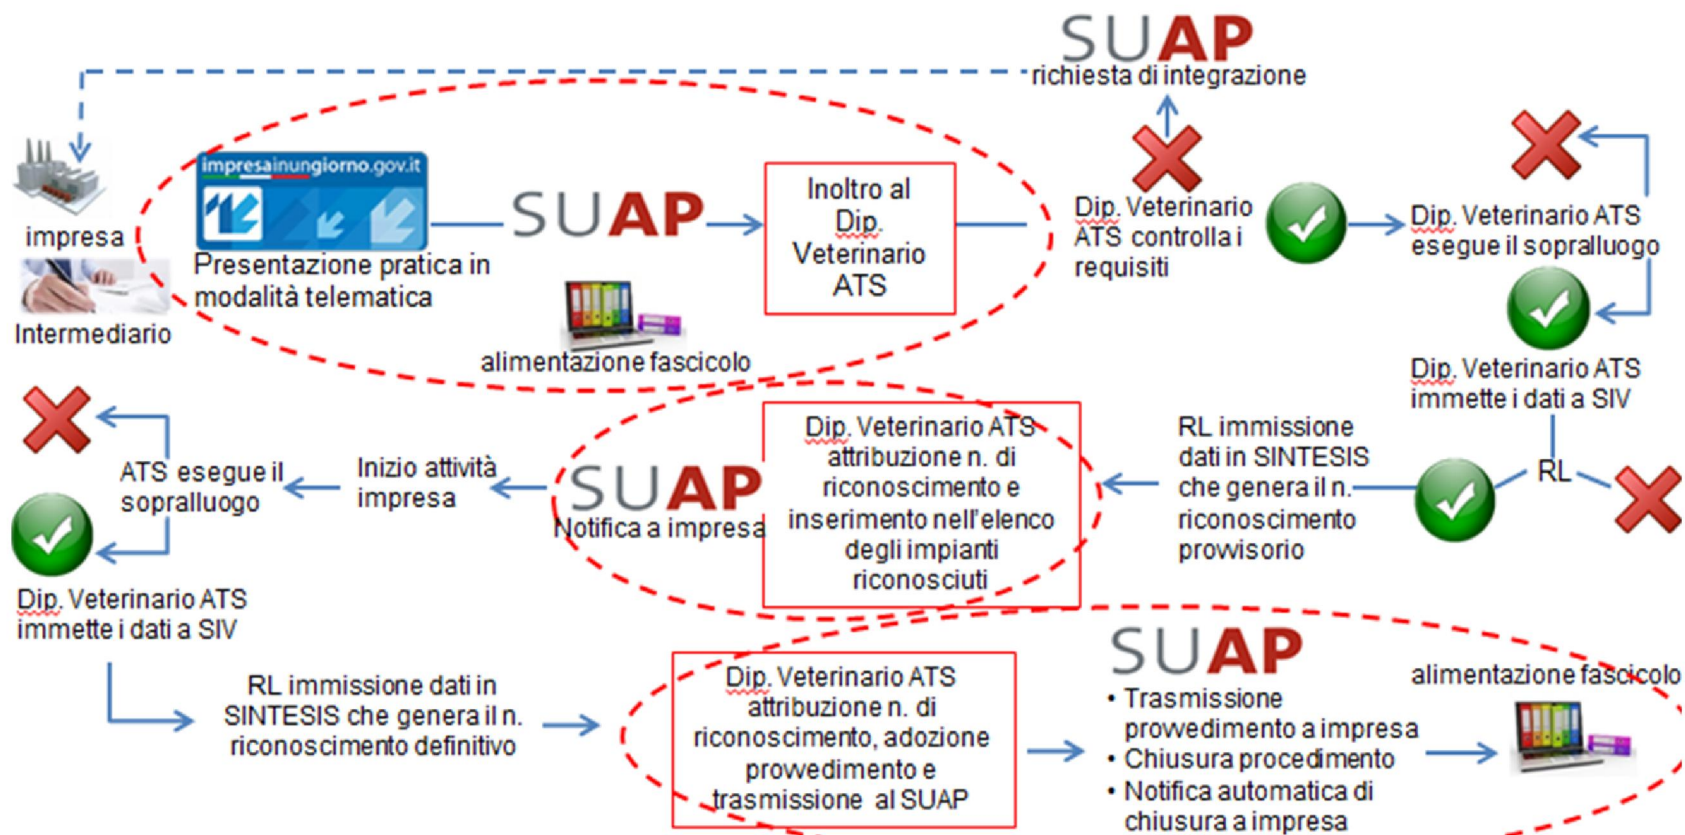 SUAP
richiesta di integrazione
impresainungiorno.gov.it
impresa
Presentazione pratica in
modalità telematica
Intermediario
SUAP
alimentazione fascicolo
Inoltro al
Dip.
Veterinario
ATS
Dip. Veterinario
ATS controlla i
requisiti
Dip. Veterinario ATS
esegue il sopralluogo
Dip. Veterinario ATS
immette i dati a SIV
RL
RL immissione
dati in SINTESIS
che genera il n.
riconoscimento
provvisorio
Dip. Veterinario ATS
attribuzione n. di
riconoscimento e
inserimento nell'elenco
degli impianti
riconosciuti
SUAP
Notifica a impresa
Inizio attività
impresa
ATS esegue il
sopralluogo
Dip. Veterinario ATS
immette i dati a SIV
RL immissione dati in
SINTESIS che genera il n.
riconoscimento definitivo
Dip. Veterinario ATS
attribuzione n. di
riconoscimento, adozione
provvedimento e
trasmissione al SUAP
SUAP
• Trasmissione
provvedimento a impresa
• Chiusura procedimento
• Notifica automatica di
chiusura a impresa
alimentazione fascicolo